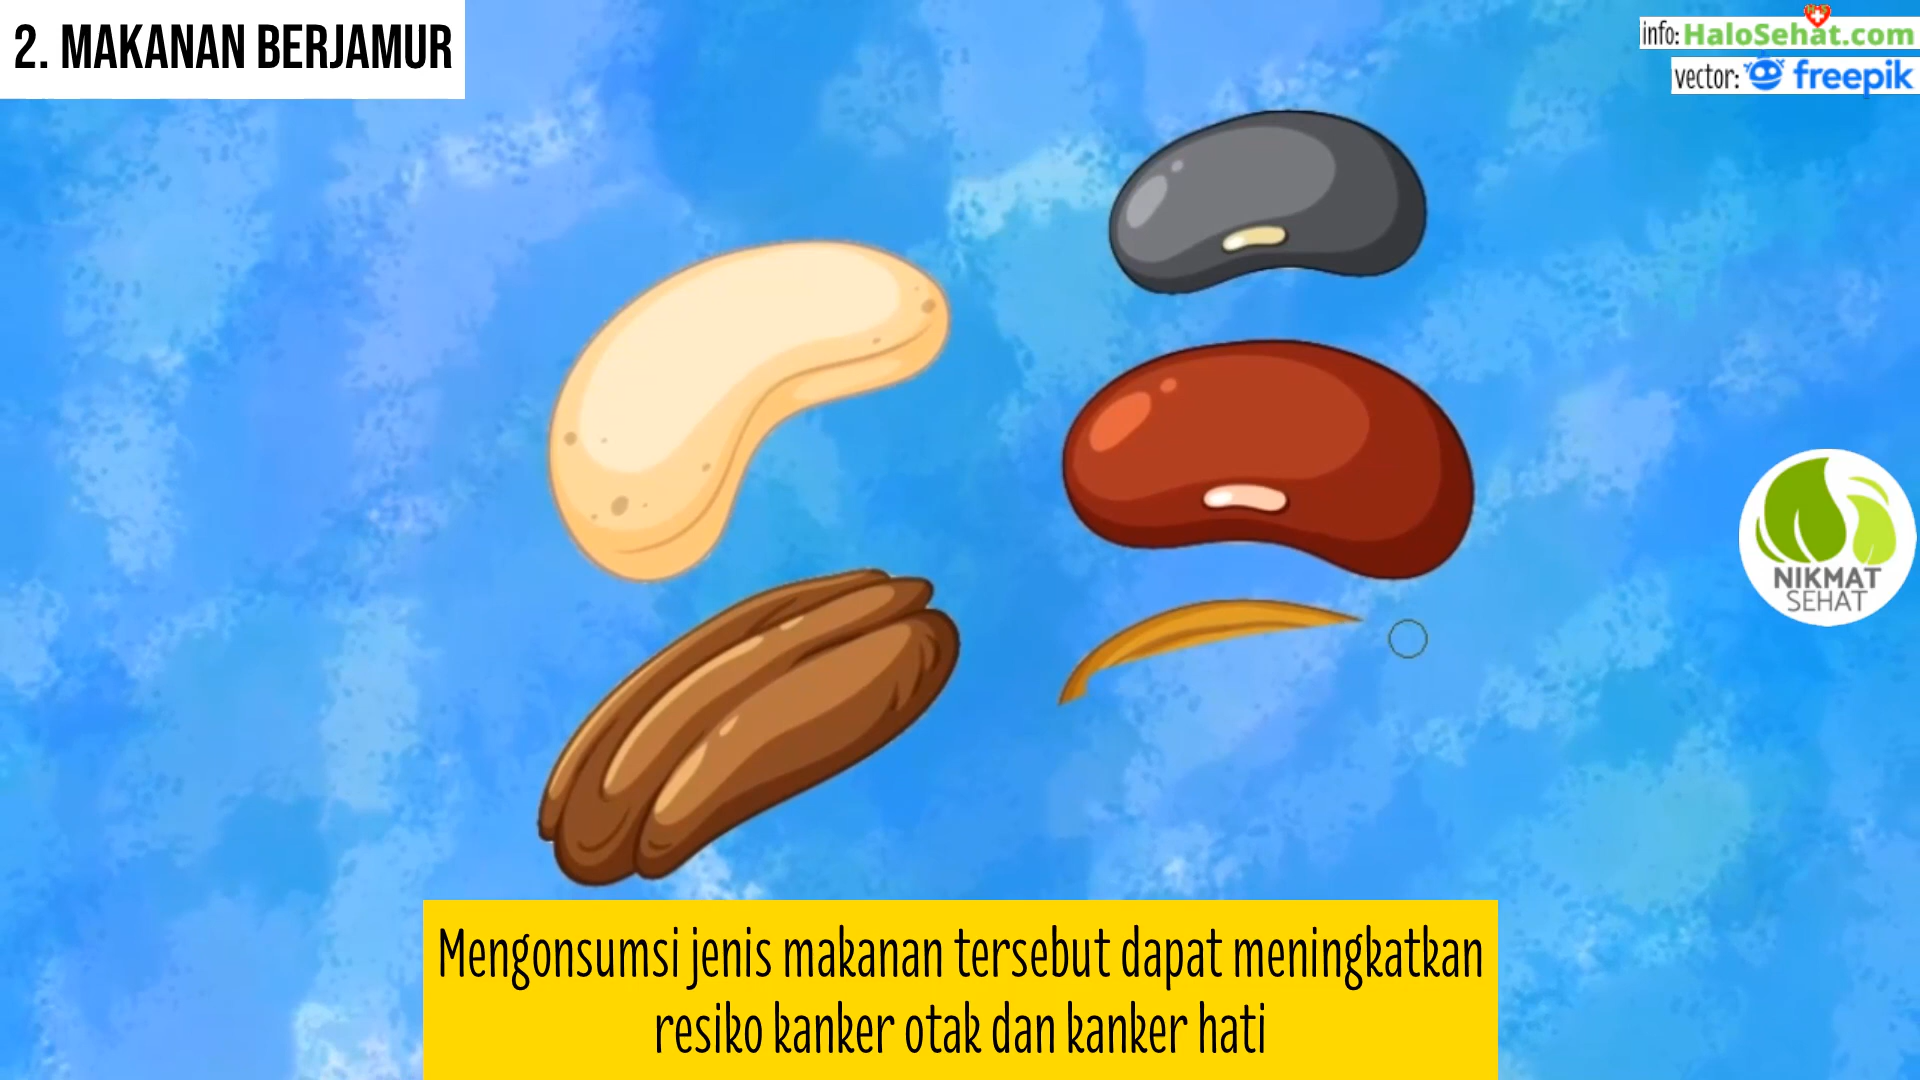 2. MAKANAN BERJAMUR
info: HaloSehat.com
vector: freepik
NIKMAT
SEHAT
Mengonsumsi jenis makanan tersebut dapat meningkatkan
resiko kanker otak dan kanker hati